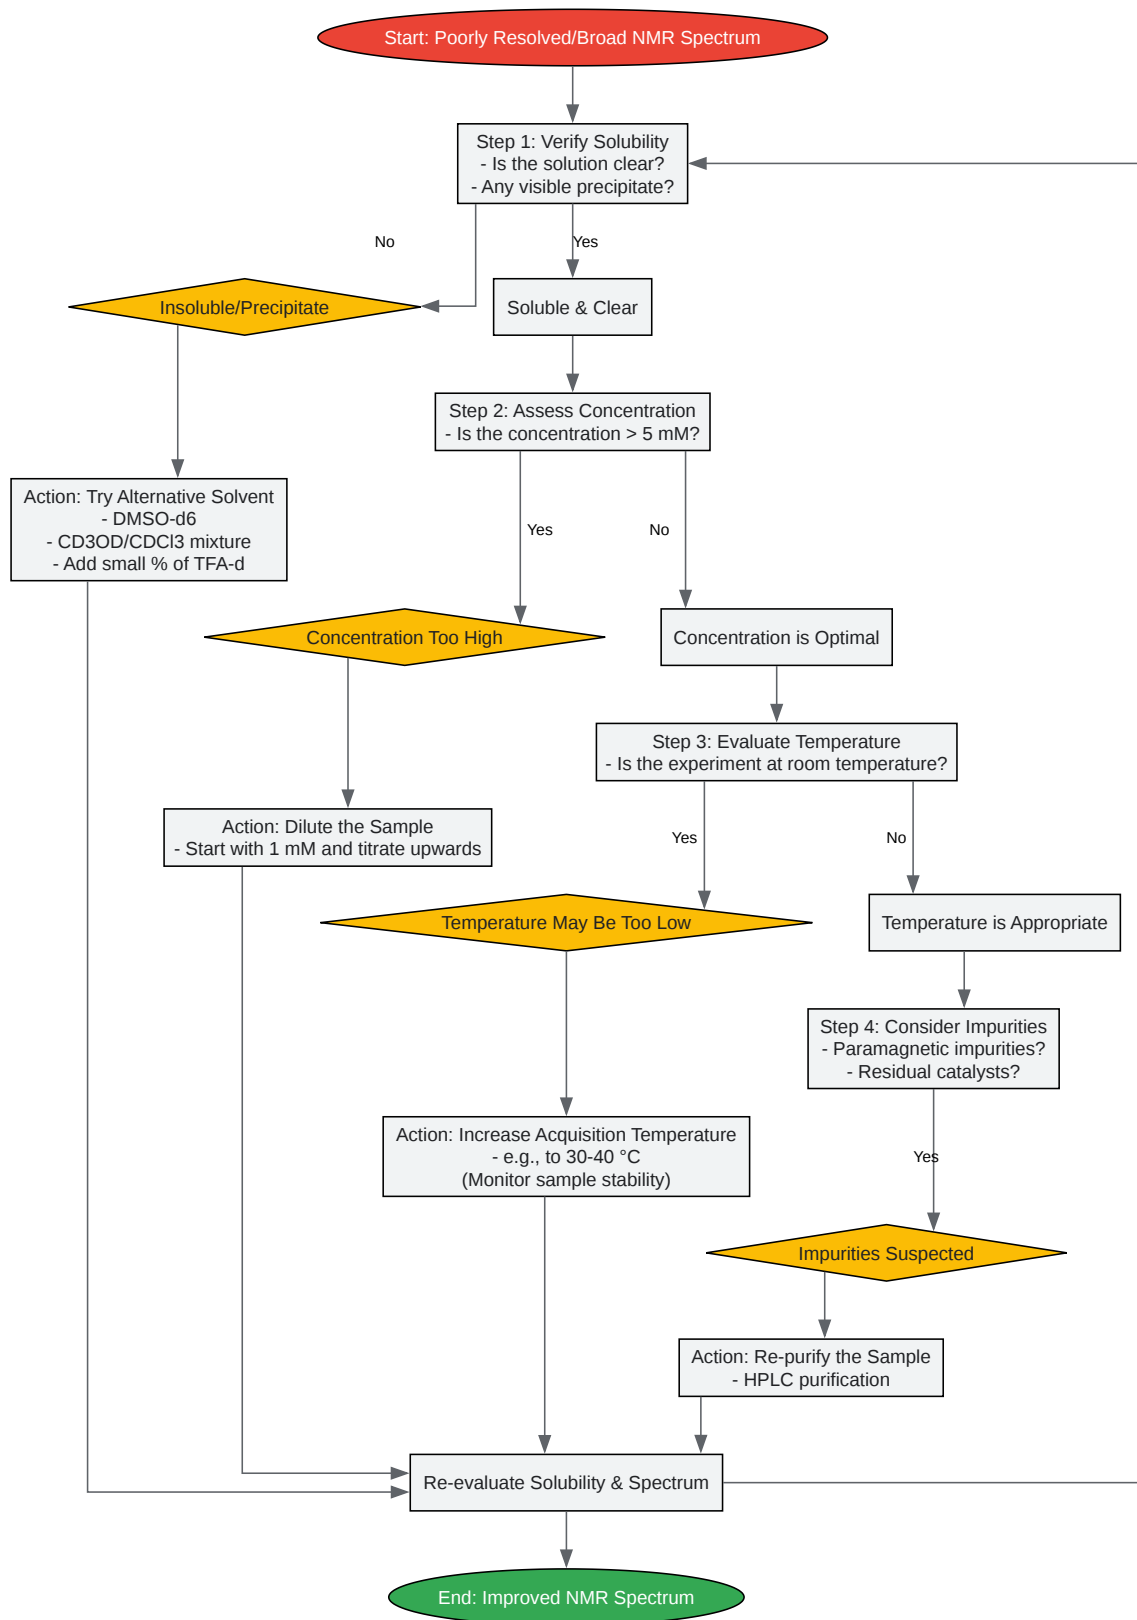 Start: Poorly Resolved/Broad NMR Spectrum
Step 1: Verify Solubility
- Is the solution clear?
- Any visible precipitate?
No
Yes
Insoluble/Precipitate
Soluble & Clear
Step 2: Assess Concentration
- Is the concentration > 5 mM?
Action: Try Alternative Solvent
- DMSO-d6
- CD3OD/CDCl3 mixture
- Add small % of TFA-d
Yes
No
Concentration Too High
Concentration is Optimal
Step 3: Evaluate Temperature
- Is the experiment at room temperature?
Action: Dilute the Sample
- Start with 1 mM and titrate upwards
Yes
No
Temperature May Be Too Low
Temperature is Appropriate
Step 4: Consider Impurities
- Paramagnetic impurities?
- Residual catalysts?
Action: Increase Acquisition Temperature
- e.g., to 30-40 °C
(Monitor sample stability)
Yes
Impurities Suspected
Action: Re-purify the Sample
- HPLC purification
Re-evaluate Solubility & Spectrum
End: Improved NMR Spectrum